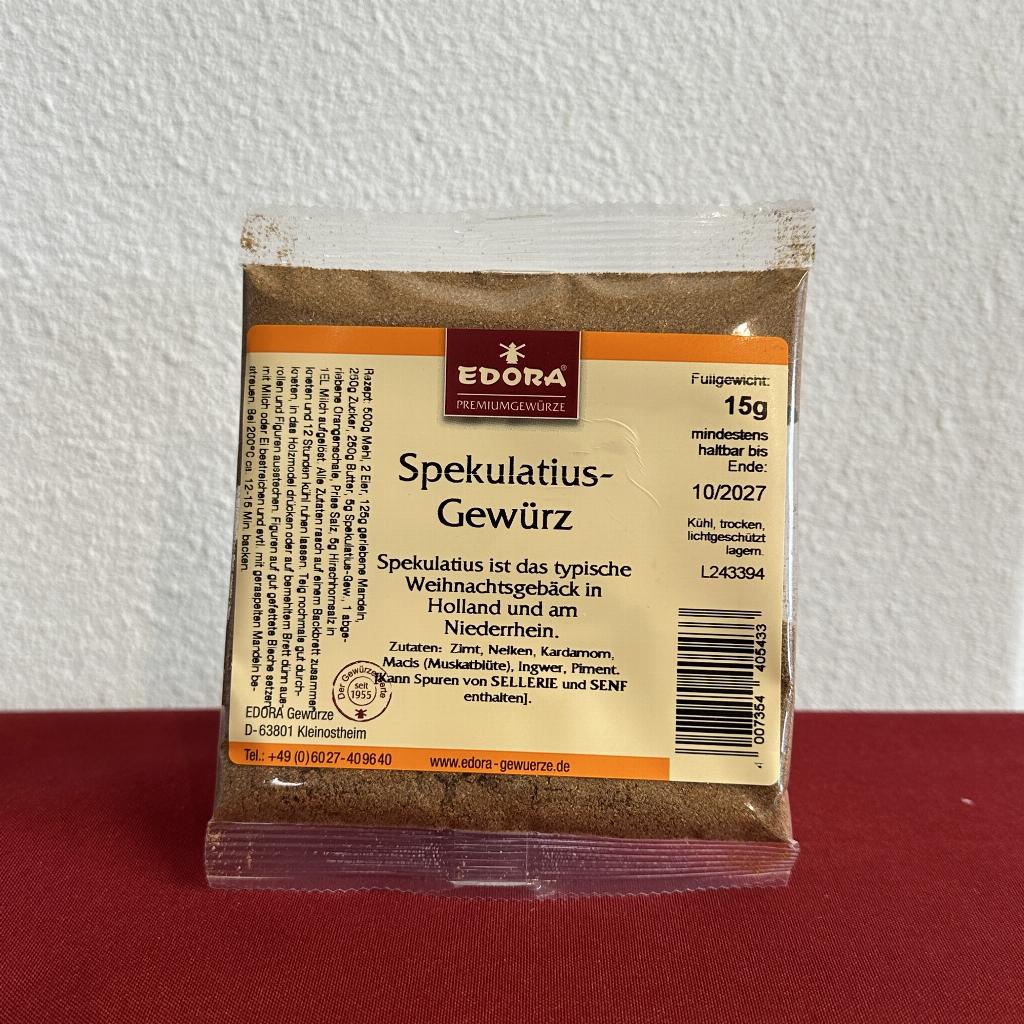 EDORA®
PREMIUMGEWÜRZE
Spekulatius-
Gewürz
Spekulatius ist das typische
Weihnachtsgebäck in
Holland und am
Niederrhein.
Zutaten: Zimt, Nelken, Kardamom,
Macis (Muskatblüte), Ingwer, Piment.
[Kann Spuren von SELLERIE und SENF
enthalten].
Rezept: 500g Mehl, 2 Eier, 125g geriebene Mandeln,
250g Zucker, 250g Butter, 5g Spekulatius-Gew., 1 abge-
riebene Orangenschale, Prise Salz, 5g Hirschhornsalz in
1EL Milch aufgelöst. Alle Zutaten rasch auf einem Backbrett zusammen
kneten und 12 Stunden kühl ruhen lassen. Teig nochmals gut durch-
kneten, in das Holzmodel drücken oder auf bemehltem Brett dünn aus-
rollen und Figuren ausstechen. Figuren auf gut gefettete Bleche setzen
mit Milch oder Ei bestreichen und evtl. mit geraspelten Mandeln be-
streuen. Bei 200°C ca. 12-15 Min. backen.
Der Gewürzexperte
seit
1955
EDORA Gewürze
D-63801 Kleinostheim
Tel.: +49 (0)6027-409640
www.edora-gewuerze.de
Füllgewicht:
15g
mindestens
haltbar bis
Ende:
10/2027
Kühl, trocken,
lichtgeschützt
lagern.
L243394
4 007354 405433